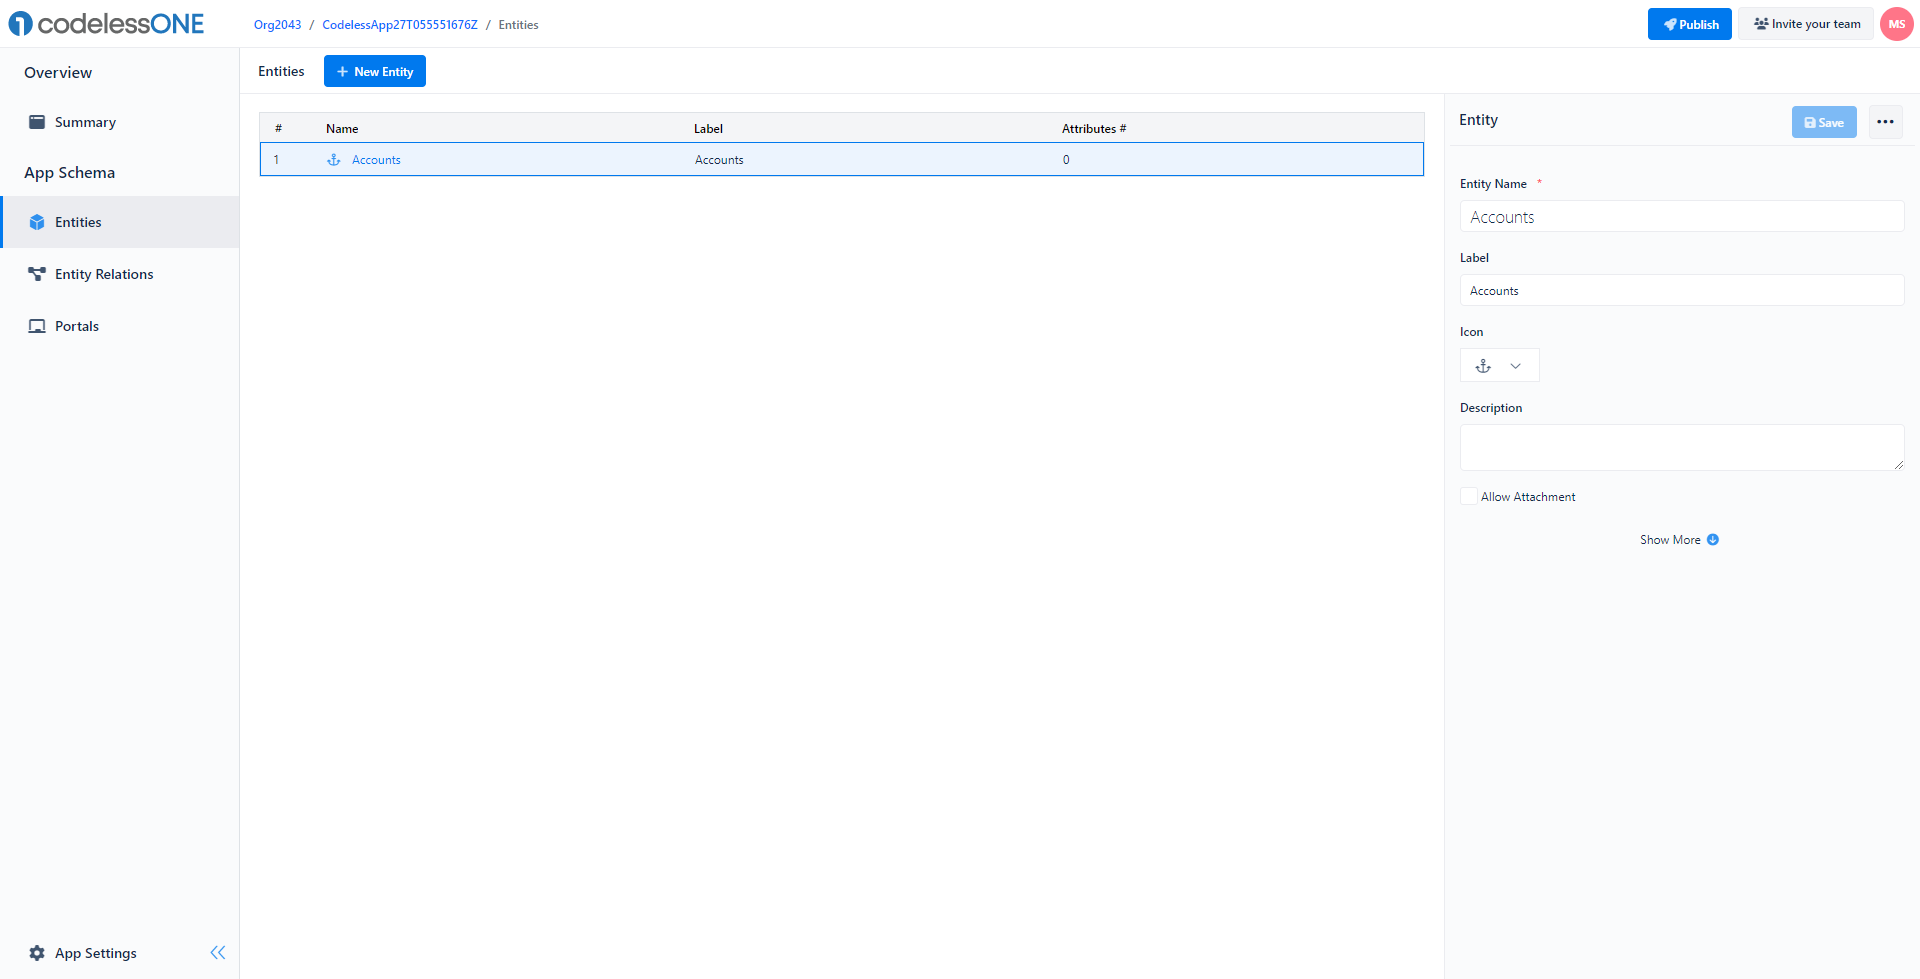 codelessONE
Org2043 / CodelessApp27T055551676Z / Entities
Publish
Invite your team
MS
Overview
Summary
App Schema
Entities
Entity Relations
Portals
App Settings
Entities
+ New Entity
# Name Label Attributes #
1 Accounts Accounts 0
Entity
Save
Entity Name *
Accounts
Label
Accounts
Icon
Description
Allow Attachment
Show More